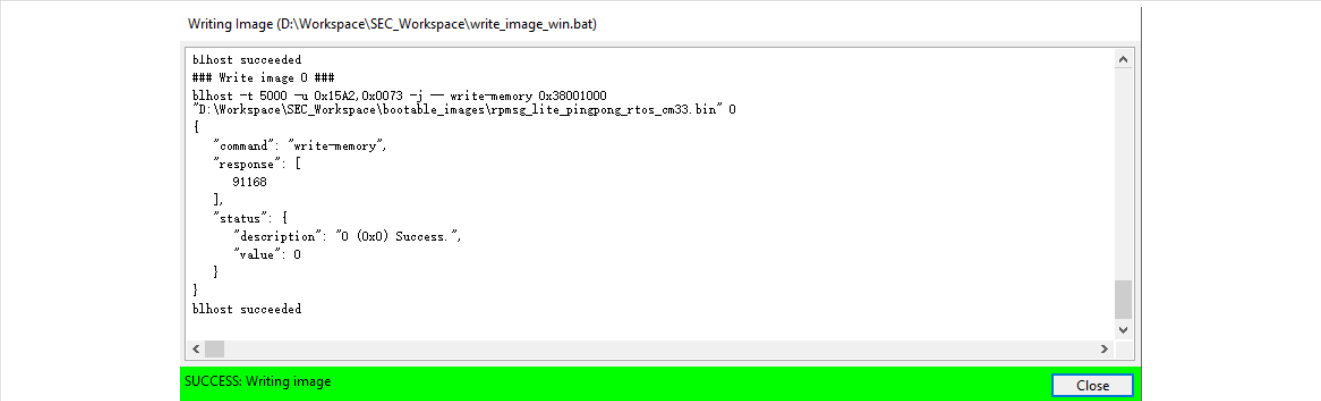 Writing Image (D:\Workspace\SEC_Workspace\write_image_win.bat)
blhost succeeded
### Write image 0 ###
blhost -t 5000 -u 0x15A2,0x0073 -j -- write-memory 0x38001000
"D:\Workspace\SEC_Workspace\bootable_images\rpmsg_lite_pingpong_rtos_cm33.bin" 0
{
"command": "write-memory",
"response": [
91168
],
"status": {
"description": "0 (0x0) Success.",
"value": 0
}
}
blhost succeeded
SUCCESS: Writing image
Close